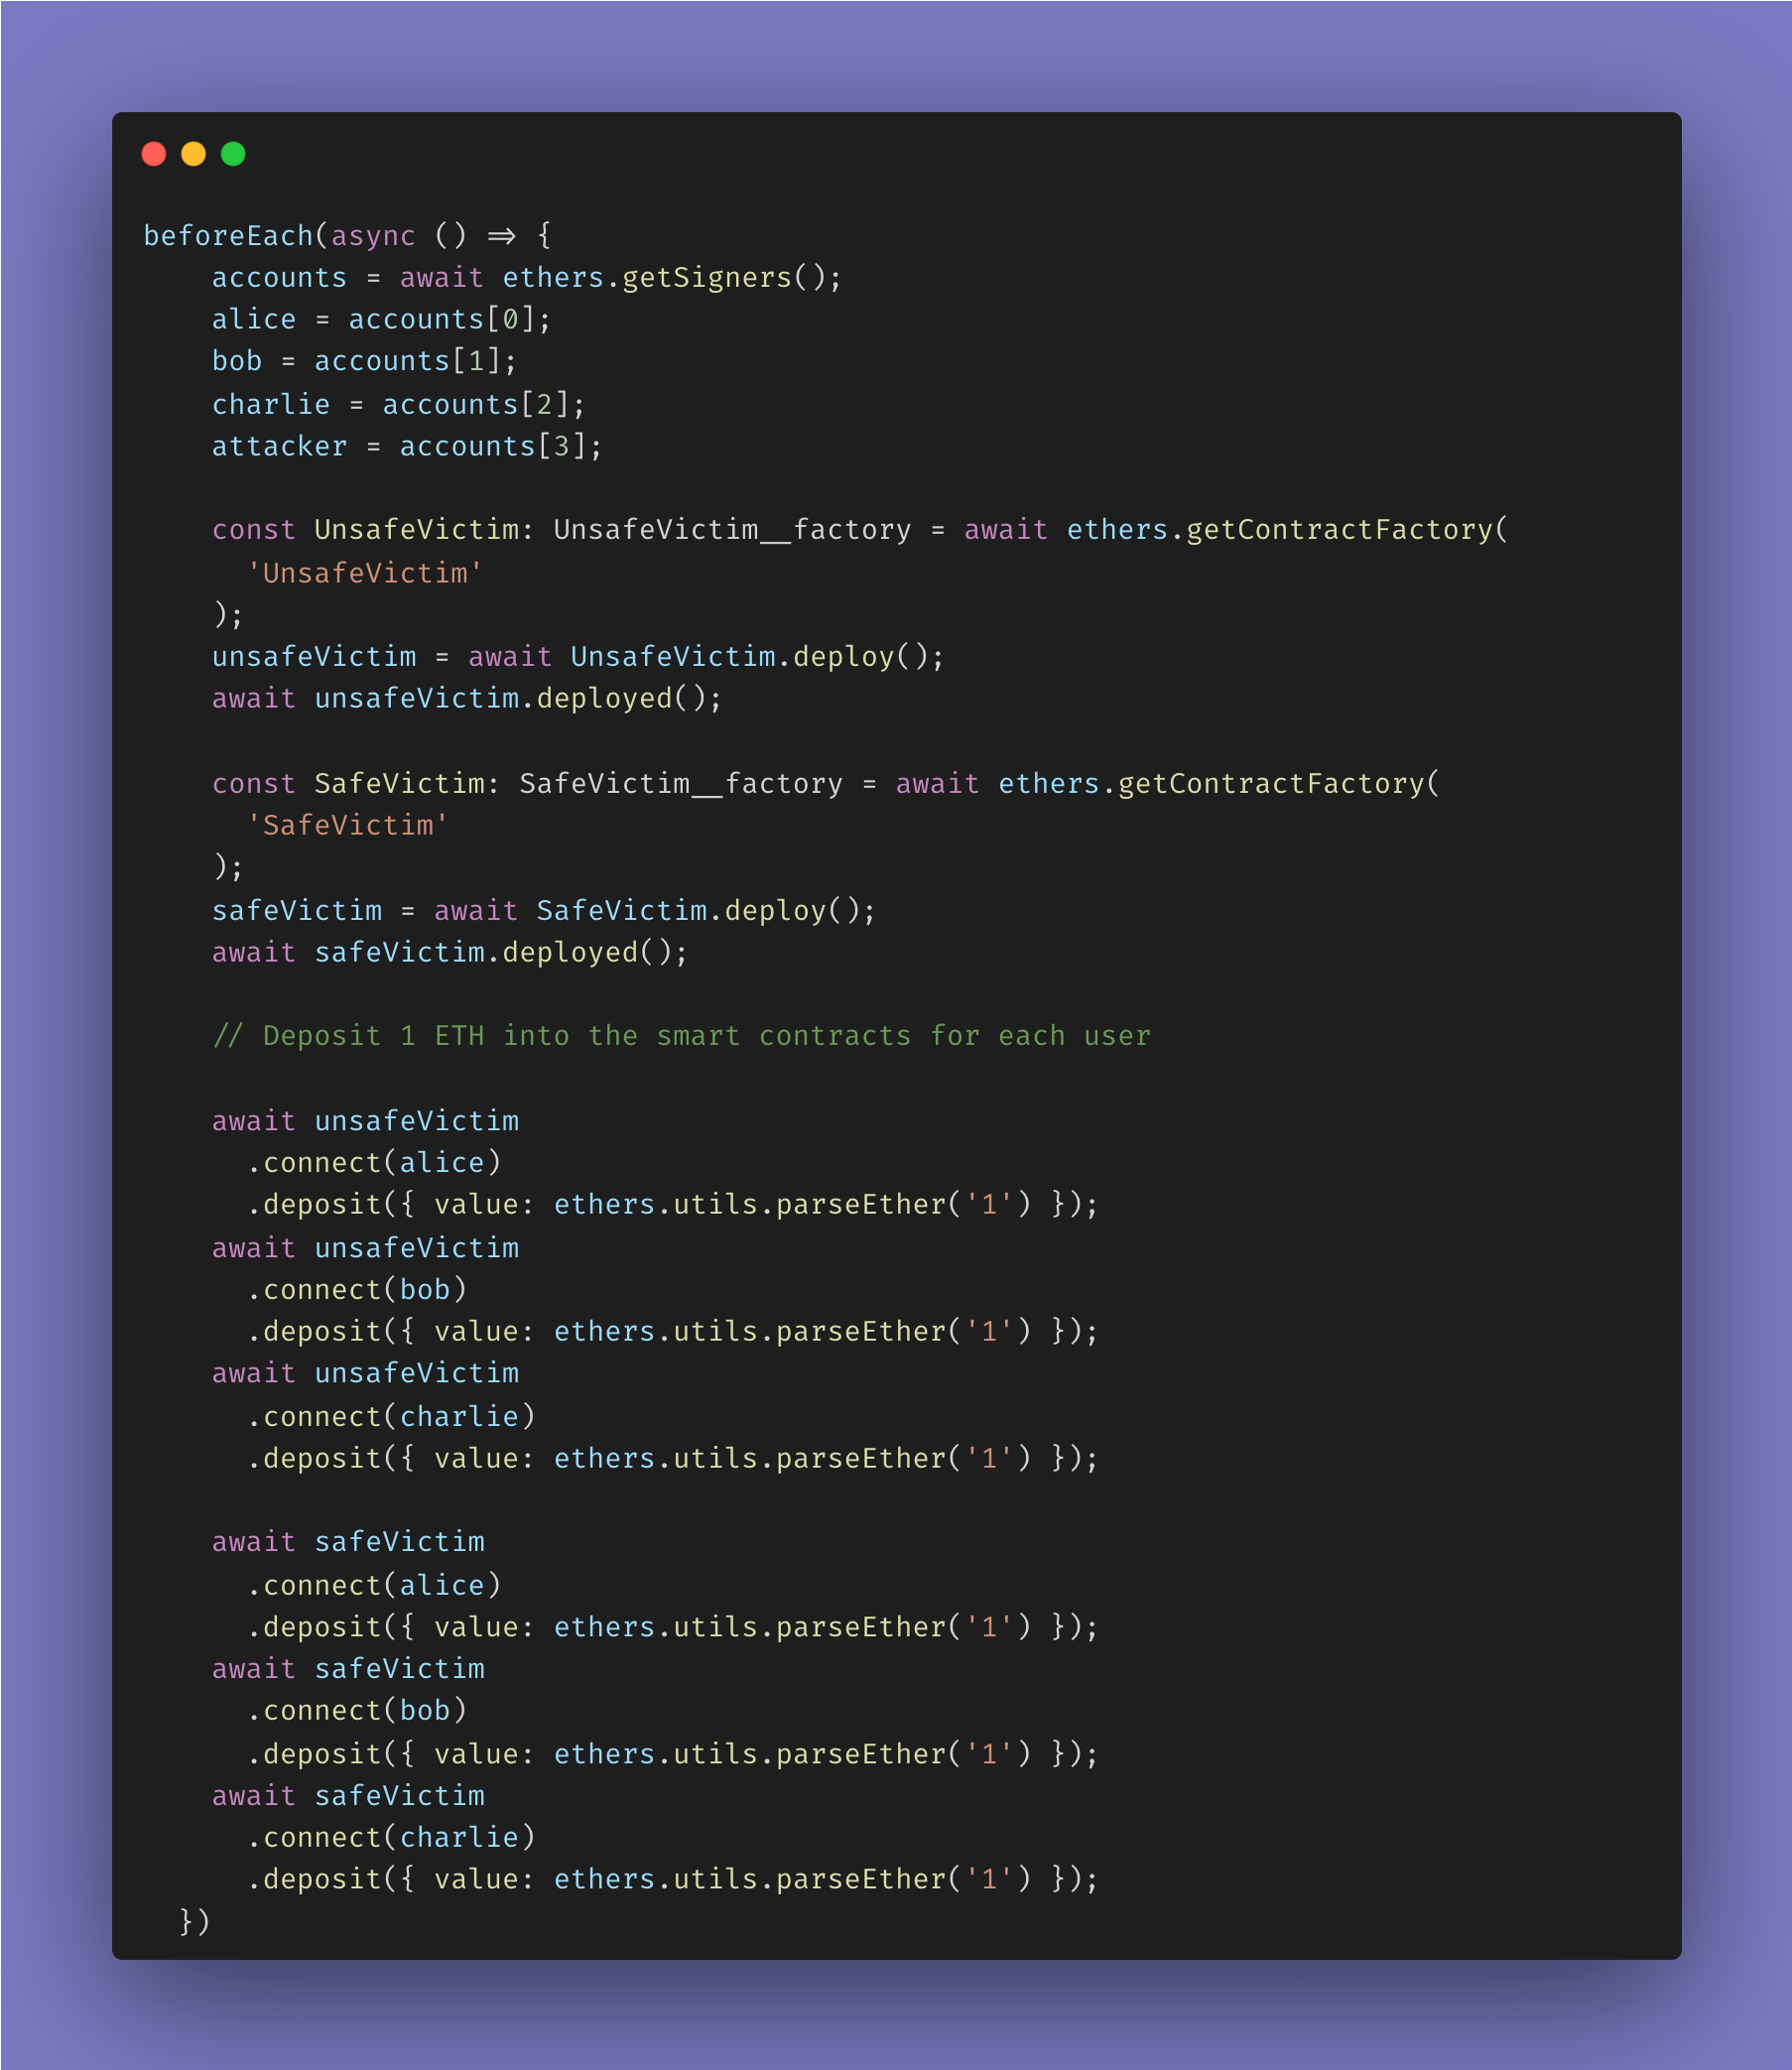 beforeEach(async () => {
    accounts = await ethers.getSigners();
    alice = accounts[0];
    bob = accounts[1];
    charlie = accounts[2];
    attacker = accounts[3];

    const UnsafeVictim: UnsafeVictim__factory = await ethers.getContractFactory(
      'UnsafeVictim'
    );
    unsafeVictim = await UnsafeVictim.deploy();
    await unsafeVictim.deployed();

    const SafeVictim: SafeVictim__factory = await ethers.getContractFactory(
      'SafeVictim'
    );
    safeVictim = await SafeVictim.deploy();
    await safeVictim.deployed();

    // Deposit 1 ETH into the smart contracts for each user

    await unsafeVictim
      .connect(alice)
      .deposit({ value: ethers.utils.parseEther('1') });
    await unsafeVictim
      .connect(bob)
      .deposit({ value: ethers.utils.parseEther('1') });
    await unsafeVictim
      .connect(charlie)
      .deposit({ value: ethers.utils.parseEther('1') });

    await safeVictim
      .connect(alice)
      .deposit({ value: ethers.utils.parseEther('1') });
    await safeVictim
      .connect(bob)
      .deposit({ value: ethers.utils.parseEther('1') });
    await safeVictim
      .connect(charlie)
      .deposit({ value: ethers.utils.parseEther('1') });
  })